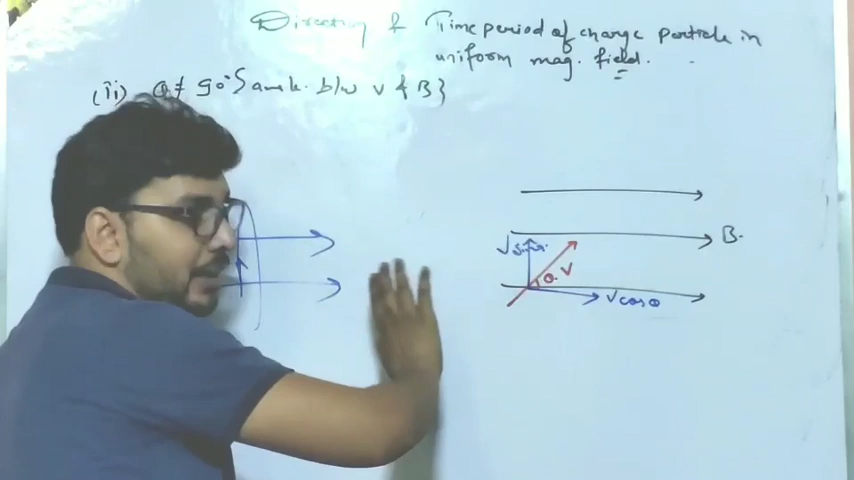 Direction & Time period of charge particle in
uniform mag. field.
(ii) θ ≠ 90° { angle b/w v & B}
B.
v sinθ.
θ. V
v cosθ